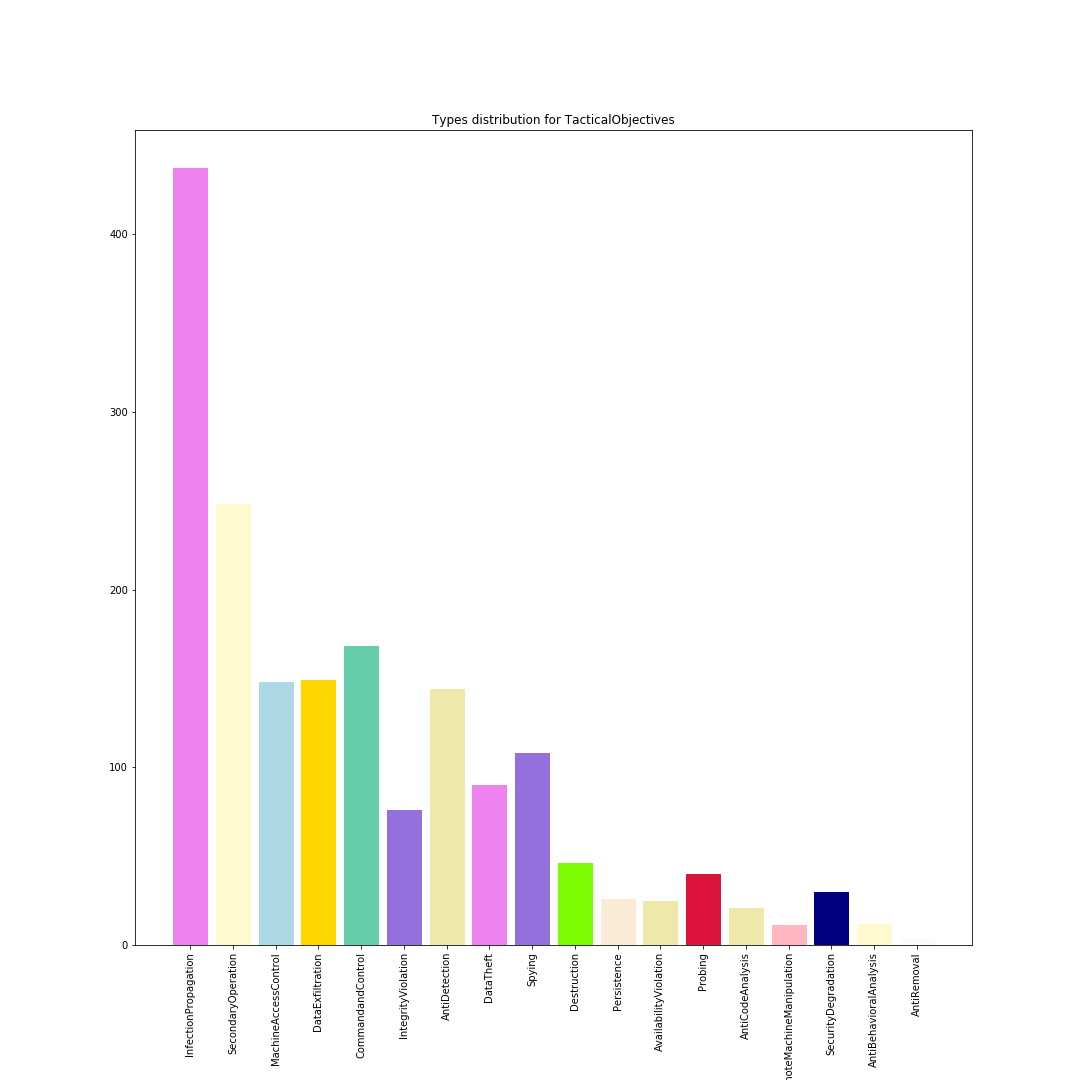 Types distribution for TacticalObjectives
400
300
200
100
0
InfectionPropagation
SecondaryOperation
MachineAccessControl
DataExfiltration
CommandandControl
IntegrityViolation
AntiDetection
DataTheft
Spying
Destruction
Persistence
AvailabilityViolation
Probing
AntiCodeAnalysis
noteMachineManipulation
SecurityDegradation
AntiBehavioralAnalysis
AntiRemoval